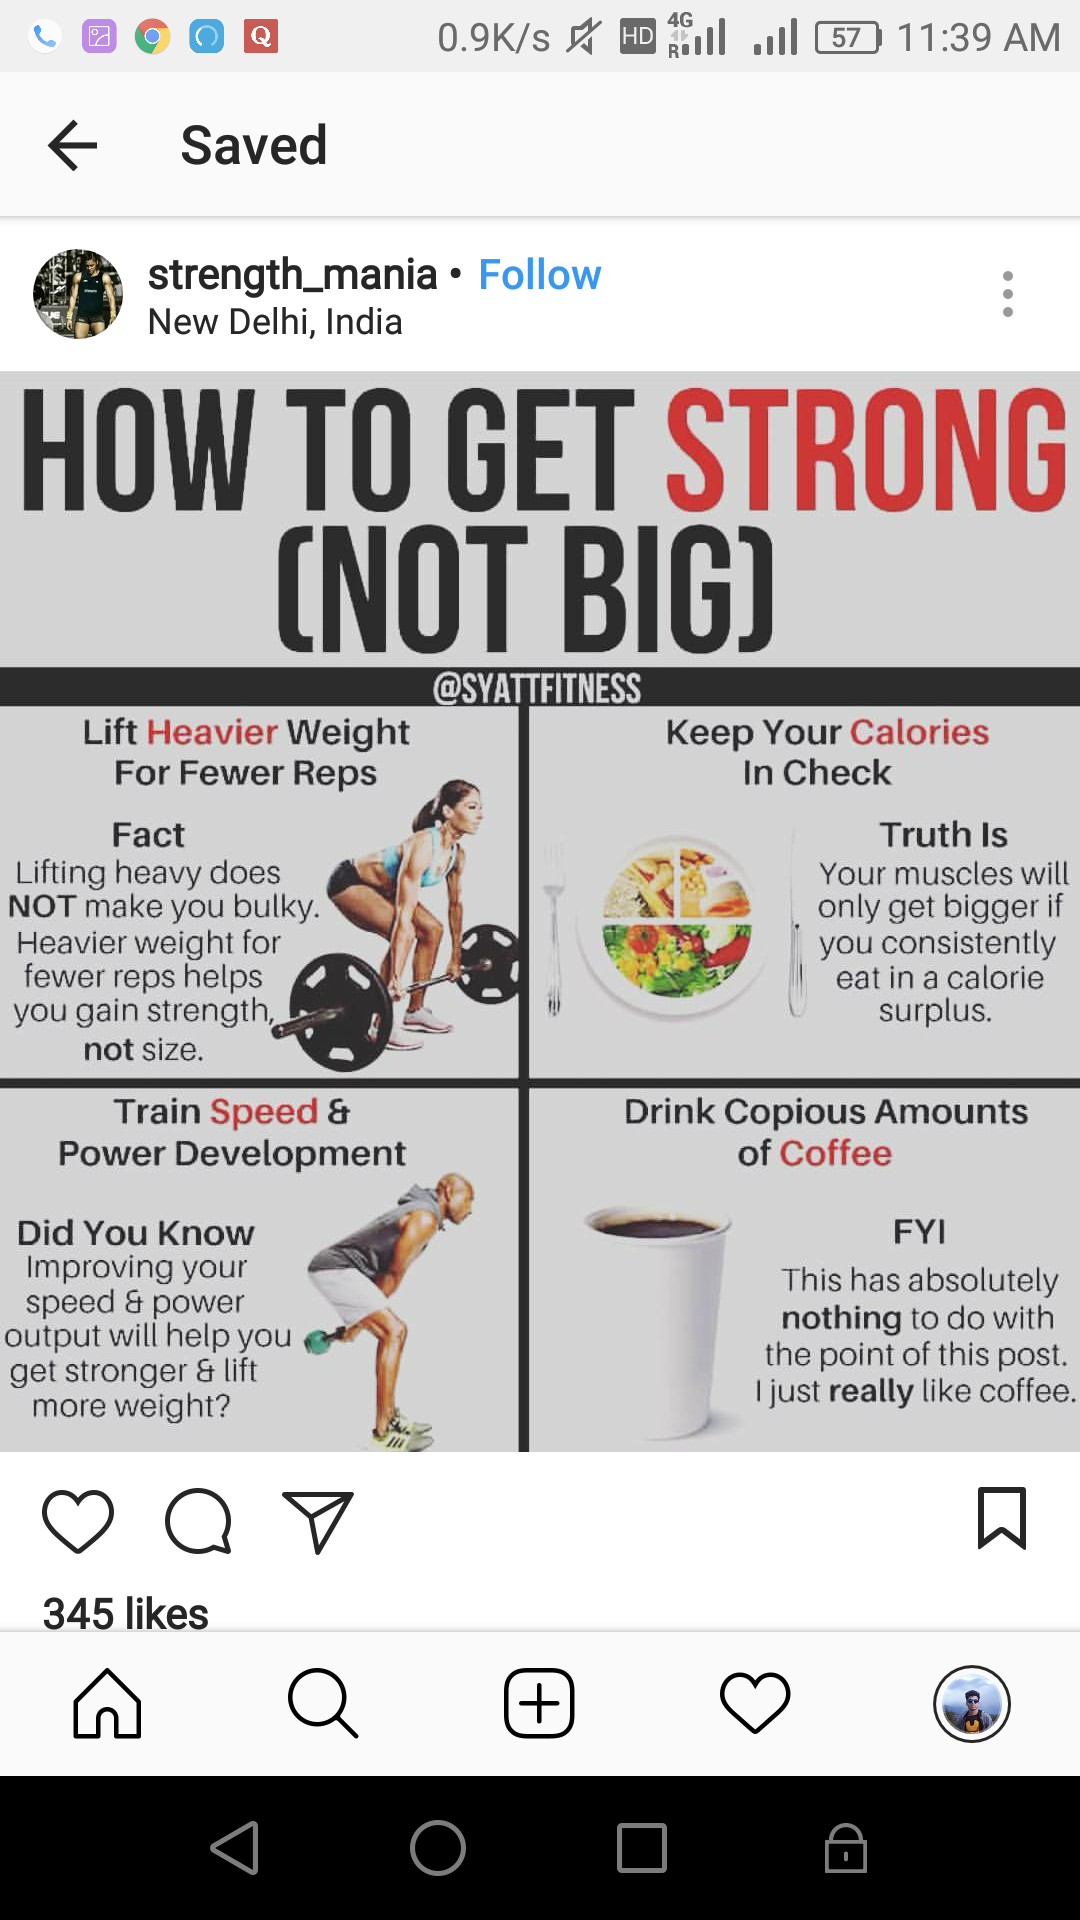 0.9K/s HD 4G R 57 11:39 AM
Saved
strength_mania • Follow
New Delhi, India
HOW TO GET STRONG
(NOT BIG)
@SYATTFITNESS
Lift Heavier Weight
For Fewer Reps
Fact
Lifting heavy does
NOT make you bulky.
Heavier weight for
fewer reps helps
you gain strength,
not size.
Keep Your Calories
In Check
Truth Is
Your muscles will
only get bigger if
you consistently
eat in a calorie
surplus.
Train Speed &
Power Development
Did You Know
Improving your
speed & power
output will help you
get stronger & lift
more weight?
Drink Copious Amounts
of Coffee
FYI
This has absolutely
nothing to do with
the point of this post.
I just really like coffee.
345 likes